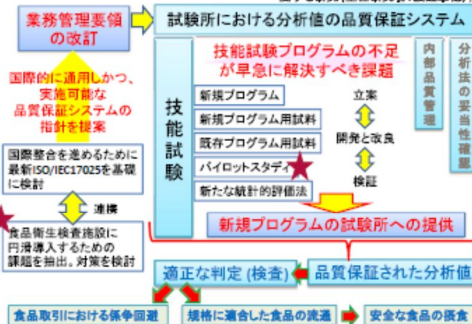 業務管理要領
の改訂
試験所における分析値の品質保証システム
国際的に通用しかつ、
実施可能な
品質保証システムの
指針を提案
国際整合を進めるために
最新ISO/IEC17025を基礎
に検討
連携
食品衛生検査施設に
円滑導入するための
課題を抽出。対策を検討
技能試験プログラムの不足
が早急に解決すべき課題
技能試験
新規プログラム
新規プログラム用試料
既存プログラム用試料
パイロットスタディ
新たな統計的評価法
立案
開発と改良
検証
内部品質管理
分析法の妥当性確認
新規プログラムの試験所への提供
適正な判定(検査)
品質保証された分析値
食品取引における係争回避
規格に適合した食品の流通
安全な食品の摂食